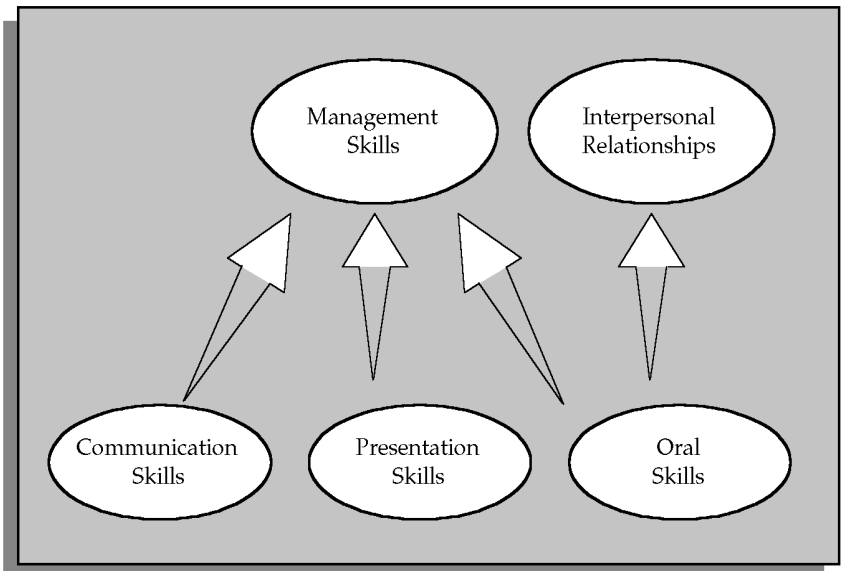 Management
Skills
Interpersonal
Relationships
Communication
Skills
Presentation
Skills
Oral
Skills